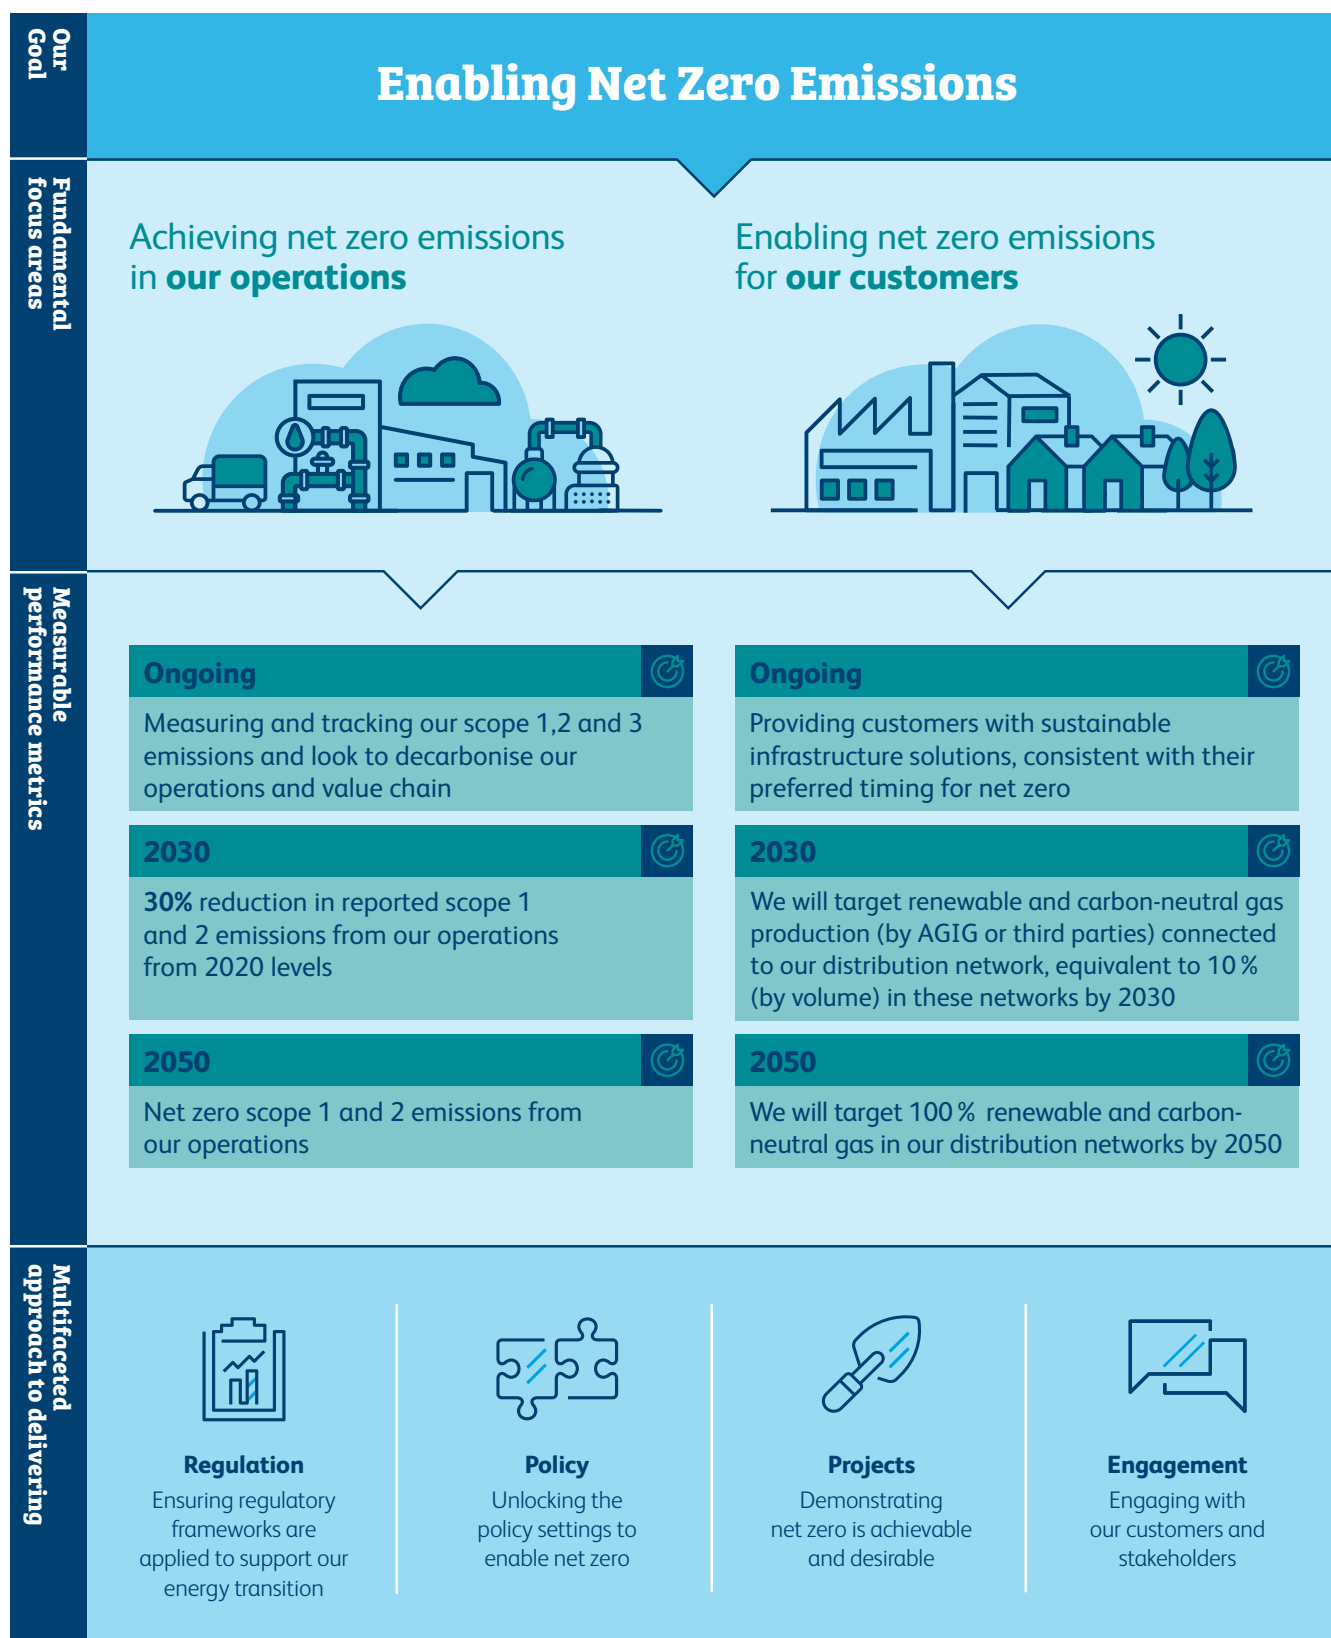 Our
Goal
Enabling Net Zero Emissions
Fundamental
focus areas
Achieving net zero emissions
in our operations
Enabling net zero emissions
for our customers
Measurable
performance metrics
Ongoing
Measuring and tracking our scope 1,2 and 3
emissions and look to decarbonise our
operations and value chain
2030
30% reduction in reported scope 1
and 2 emissions from our operations
from 2020 levels
2050
Net zero scope 1 and 2 emissions from
our operations
Ongoing
Providing customers with sustainable
infrastructure solutions, consistent with their
preferred timing for net zero
2030
We will target renewable and carbon-neutral gas
production (by AGIG or third parties) connected
to our distribution network, equivalent to 10 %
(by volume) in these networks by 2030
2050
We will target 100 % renewable and carbon-
neutral gas in our distribution networks by 2050
Multifaceted
approach to delivering
Regulation
Ensuring regulatory
frameworks are
applied to support our
energy transition
Policy
Unlocking the
policy settings to
enable net zero
Projects
Demonstrating
net zero is achievable
and desirable
Engagement
Engaging with
our customers and
stakeholders